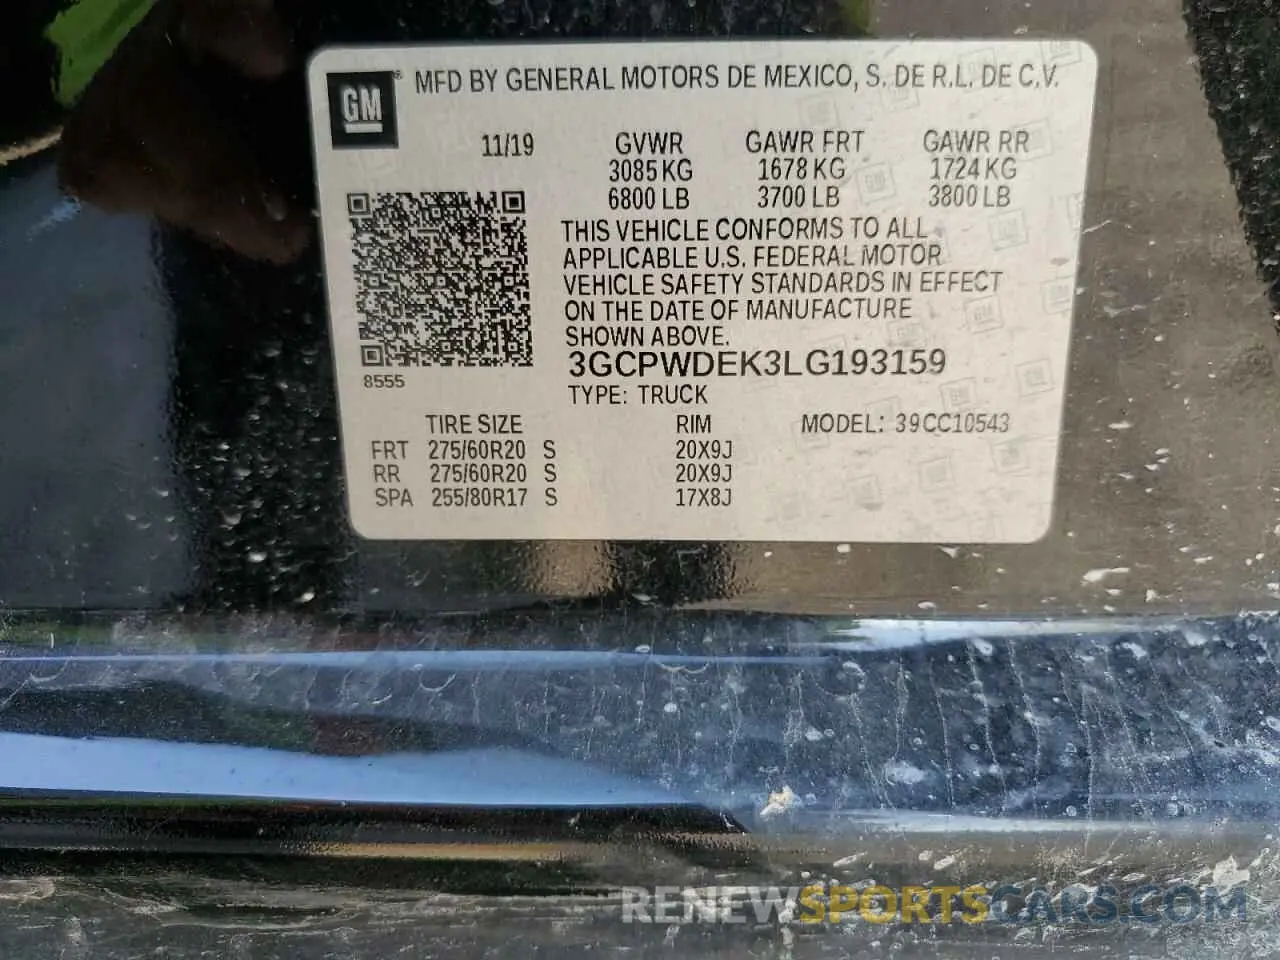 GM® MFD BY GENERAL MOTORS DE MEXICO, S. DE R.L. DE C.V.
11/19 GVWR GAWR FRT GAWR RR
3085 KG 1678 KG 1724 KG
6800 LB 3700 LB 3800 LB
THIS VEHICLE CONFORMS TO ALL
APPLICABLE U.S. FEDERAL MOTOR
VEHICLE SAFETY STANDARDS IN EFFECT
ON THE DATE OF MANUFACTURE
SHOWN ABOVE.
3GCPWDEK3LG193159
8555
TYPE: TRUCK
TIRE SIZE RIM MODEL: 39CC10543
FRT 275/60R20 S 20X9J
RR 275/60R20 S 20X9J
SPA 255/80R17 S 17X8J
RENEWSPORTSCARS.COM